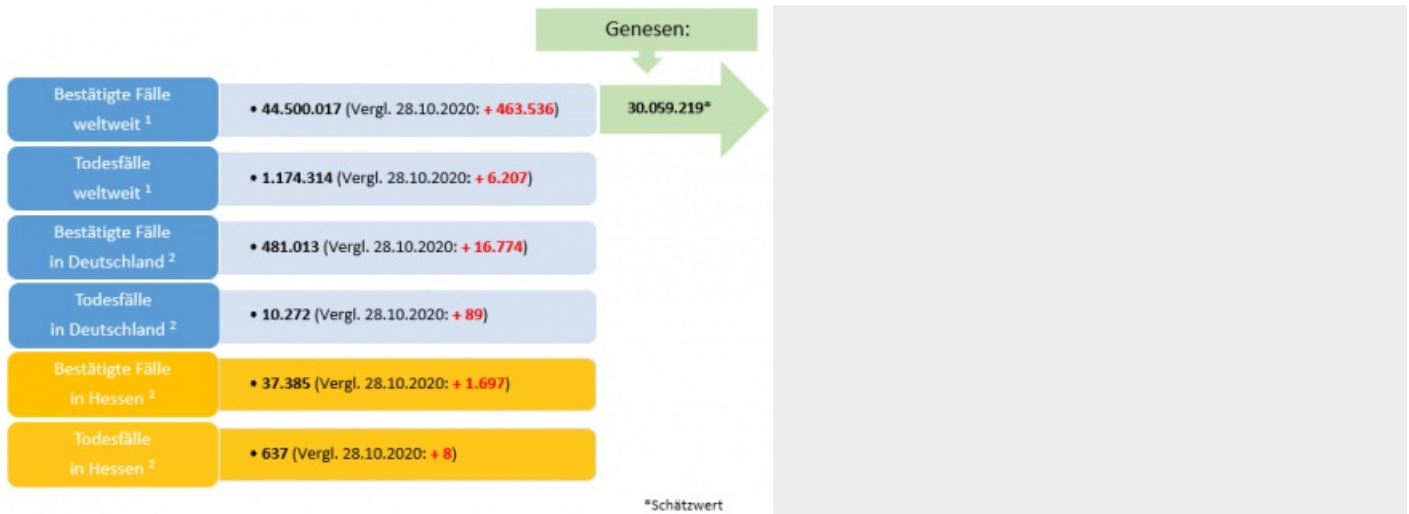 Genesen:
Bestätigte Fälle
weltweit ¹
• 44.500.017 (Vergl. 28.10.2020: + 463.536)
30.059.219*
Todesfälle
weltweit ¹
• 1.174.314 (Vergl. 28.10.2020: + 6.207)
Bestätigte Fälle
in Deutschland ²
• 481.013 (Vergl. 28.10.2020: + 16.774)
Todesfälle
in Deutschland ²
• 10.272 (Vergl. 28.10.2020: + 89)
Bestätigte Fälle
in Hessen ²
• 37.385 (Vergl. 28.10.2020: + 1.697)
Todesfälle
in Hessen ²
• 637 (Vergl. 28.10.2020: + 8)
*Schätzwert